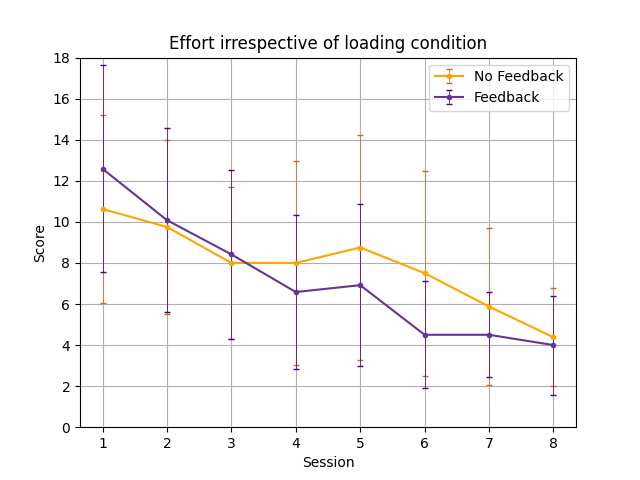 Effort irrespective of loading condition
No Feedback
Feedback
Score
18
16
14
12
10
8
6
4
2
0
1 2 3 4 5 6 7 8
Session